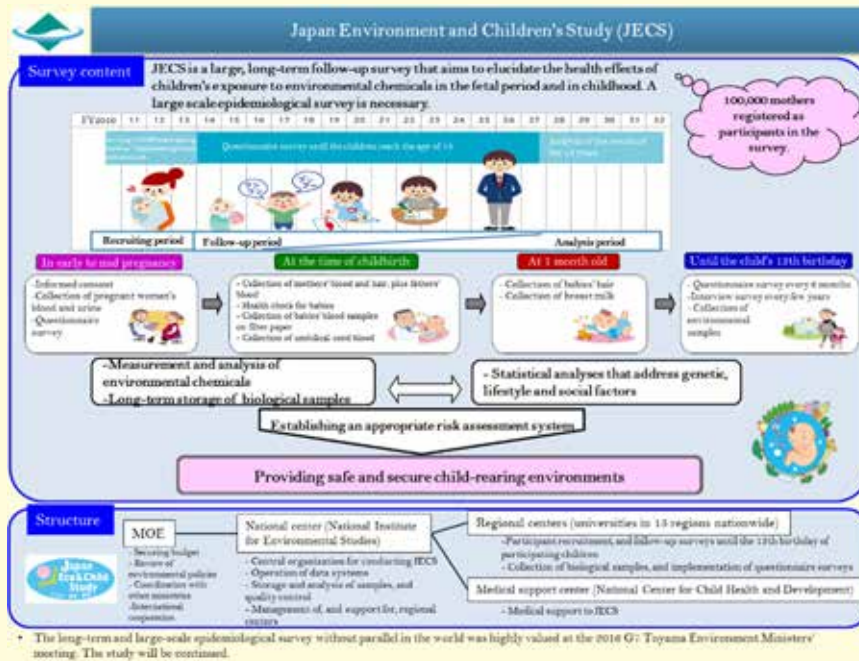 Japan Environment and Children's Study (JECS)
Survey content
JECS is a large, long-term follow-up survey that aims to elucidate the health effects of
children's exposure to environmental chemicals in the fetal period and in childhood. A
large scale epidemiological survey is necessary.
100,000 mothers
registered as
participants in the
survey.
FY2010 11 12 13 14 15 16 17 18 19 20 21 22 23 24 25 26 27 28 29 30 31 32
Questionnaire survey until the children reach the age of 13
Recruiting period
Follow-up period
Analysis period
In early to mid pregnancy
-Informed consent
-Collection of pregnant women's
blood and urine
-Questionnaire
survey
At the time of childbirth
- Collection of mothers' blood and hair, plus fathers'
blood
- Health check for babies
- Collection of babies' blood samples
on filter paper
- Collection of umbilical cord blood
At 1 month old
- Collection of babies' hair
- Collection of breast milk
Until the child's 13th birthday
- Questionnaire survey every 6 months
-Interview survey every few years
- Collection of
environmental
samples
-Measurement and analysis of
environmental chemicals
-Long-term storage of biological samples
- Statistical analyses that address genetic,
lifestyle and social factors
Establishing an appropriate risk assessment system
Providing safe and secure child-rearing environments
Structure
MOE
- Securing budget
- Review of
environmental policies
- Coordination with
other ministries
-International
cooperation
National center (National Institute
for Environmental Studies)
- Central organization for conducting JECS
- Operation of data systems
- Storage and analysis of samples, and
quality control
- Management of, and support for, regional
centers
Regional centers (universities in 15 regions nationwide)
-Participant recruitment, and follow-up surveys until the 13th birthday of
participating children
- Collection of biological samples, and implementation of questionnaire surveys
Medical support center (National Center for Child Health and Development)
- Medical support to JECS
Japan
Eco & Child
Study
• The long-term and large-scale epidemiological survey without parallel in the world was highly valued at the 2016 G7 Toyama Environment Ministers'
meeting. The study will be continued.